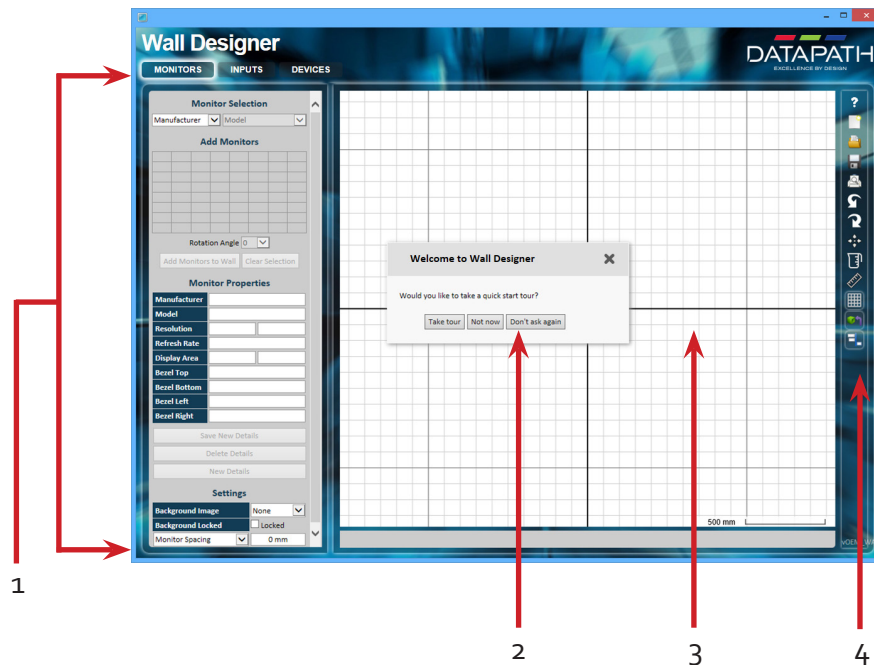 Wall Designer
DATAPATH
EXCELLENCE BY DESIGN
MONITORS INPUTS DEVICES
Monitor Selection
Manufacturer Model
Add Monitors
Rotation Angle 0
Add Monitors to Wall Clear Selection
Monitor Properties
Manufacturer
Model
Resolution
Refresh Rate
Display Area
Bezel Top
Bezel Bottom
Bezel Left
Bezel Right
Save New Details
Delete Details
New Details
Settings
Background Image None
Background Locked Locked
Monitor Spacing 0 mm
Welcome to Wall Designer
Would you like to take a quick start tour?
Take tour Not now Don't ask again
500 mm
?
1
2
3
4